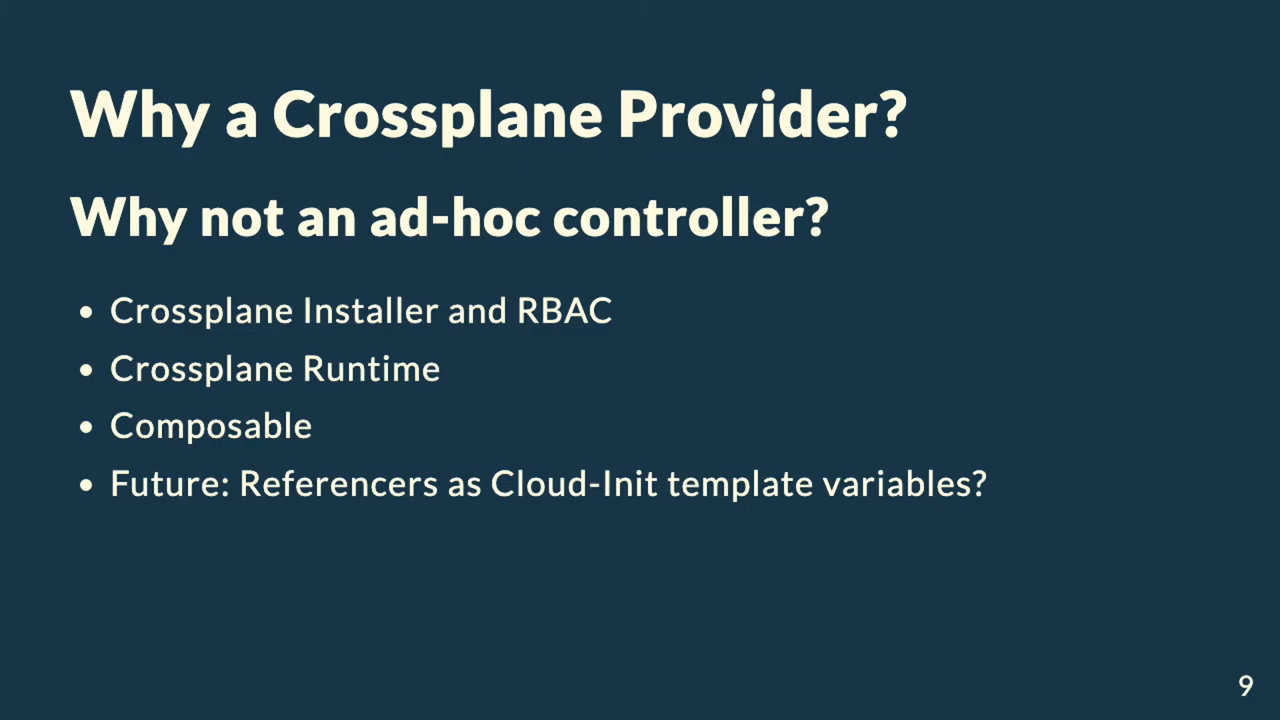 Why a Crossplane Provider?
Why not an ad-hoc controller?
• Crossplane Installer and RBAC
• Crossplane Runtime
• Composable
• Future: Referencers as Cloud-Init template variables?
9